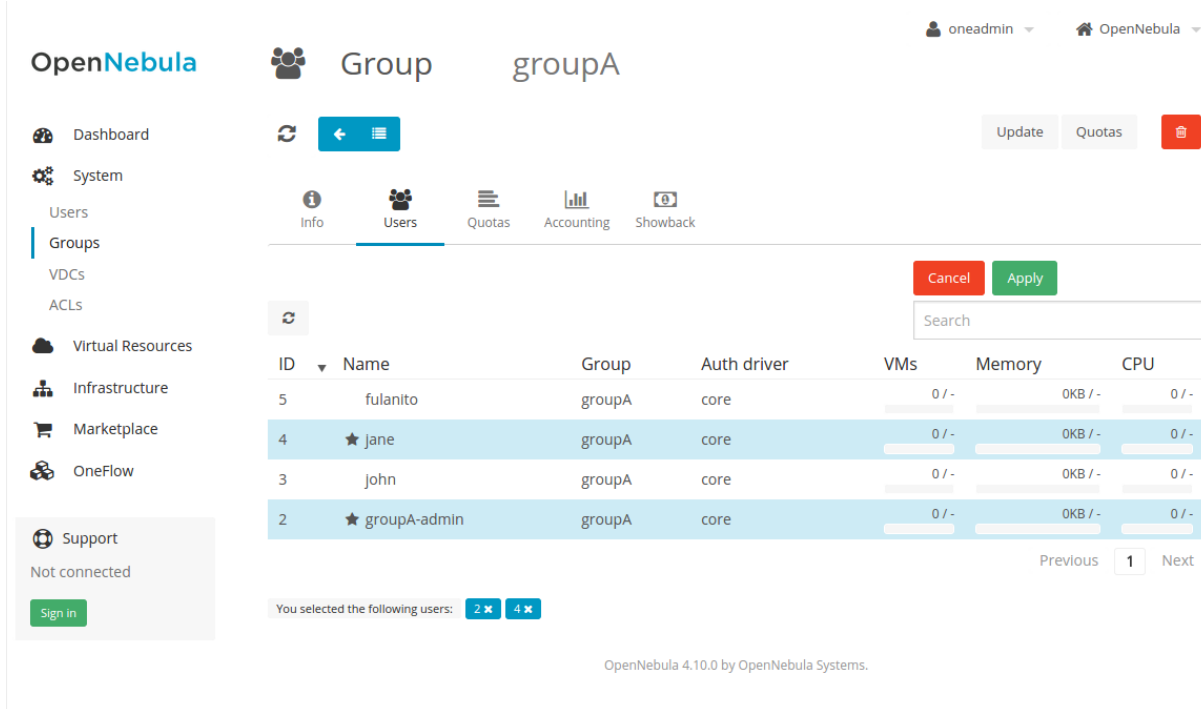 oneadmin OpenNebula
OpenNebula Group groupA
Dashboard
System
Users
Groups
VDCs
ACLs
Virtual Resources
Infrastructure
Marketplace
OneFlow
Support
Not connected
Sign in
Update Quotas
Info Users Quotas Accounting Showback
Cancel Apply
Search
ID Name Group Auth driver VMs Memory CPU
5 fulanito groupA core 0 / - 0KB / - 0 / -
4 jane groupA core 0 / - 0KB / - 0 / -
3 john groupA core 0 / - 0KB / - 0 / -
2 groupA-admin groupA core 0 / - 0KB / - 0 / -
Previous 1 Next
You selected the following users: 2 4
OpenNebula 4.10.0 by OpenNebula Systems.